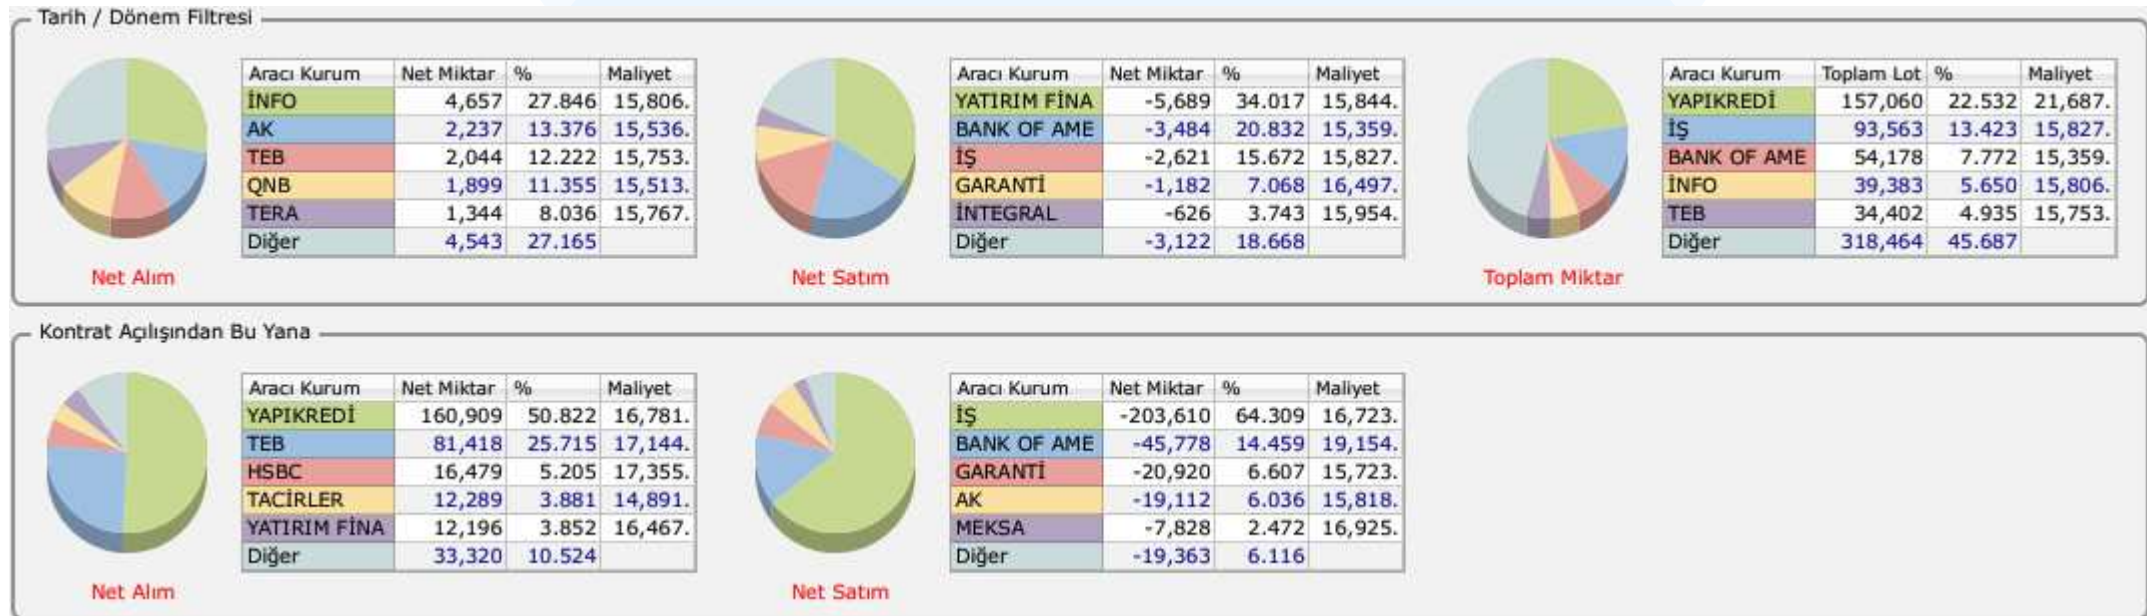 Tarih / Dönem Filtresi
Aracı Kurum Net Miktar % Maliyet
İNFO 4,657 27.846 15,806.
AK 2,237 13.376 15,536.
TEB 2,044 12.222 15,753.
QNB 1,899 11.355 15,513.
TERA 1,344 8.036 15,767.
Diğer 4,543 27.165
Net Alım
Aracı Kurum Net Miktar % Maliyet
YATIRIM FİNA -5,689 34.017 15,844.
BANK OF AME -3,484 20.832 15,359.
İŞ -2,621 15.672 15,827.
GARANTİ -1,182 7.068 16,497.
İNTEGRAL -626 3.743 15,954.
Diğer -3,122 18.668
Net Satım
Aracı Kurum Toplam Lot % Maliyet
YAPIKREDİ 157,060 22.532 21,687.
İŞ 93,563 13.423 15,827.
BANK OF AME 54,178 7.772 15,359.
İNFO 39,383 5.650 15,806.
TEB 34,402 4.935 15,753.
Diğer 318,464 45.687
Toplam Miktar
Kontrat Açılışından Bu Yana
Aracı Kurum Net Miktar % Maliyet
YAPIKREDİ 160,909 50.822 16,781.
TEB 81,418 25.715 17,144.
HSBC 16,479 5.205 17,355.
TACİRLER 12,289 3.881 14,891.
YATIRIM FİNA 12,196 3.852 16,467.
Diğer 33,320 10.524
Net Alım
Aracı Kurum Net Miktar % Maliyet
İŞ -203,610 64.309 16,723.
BANK OF AME -45,778 14.459 19,154.
GARANTİ -20,920 6.607 15,723.
AK -19,112 6.036 15,818.
MEKSA -7,828 2.472 16,925.
Diğer -19,363 6.116
Net Satım